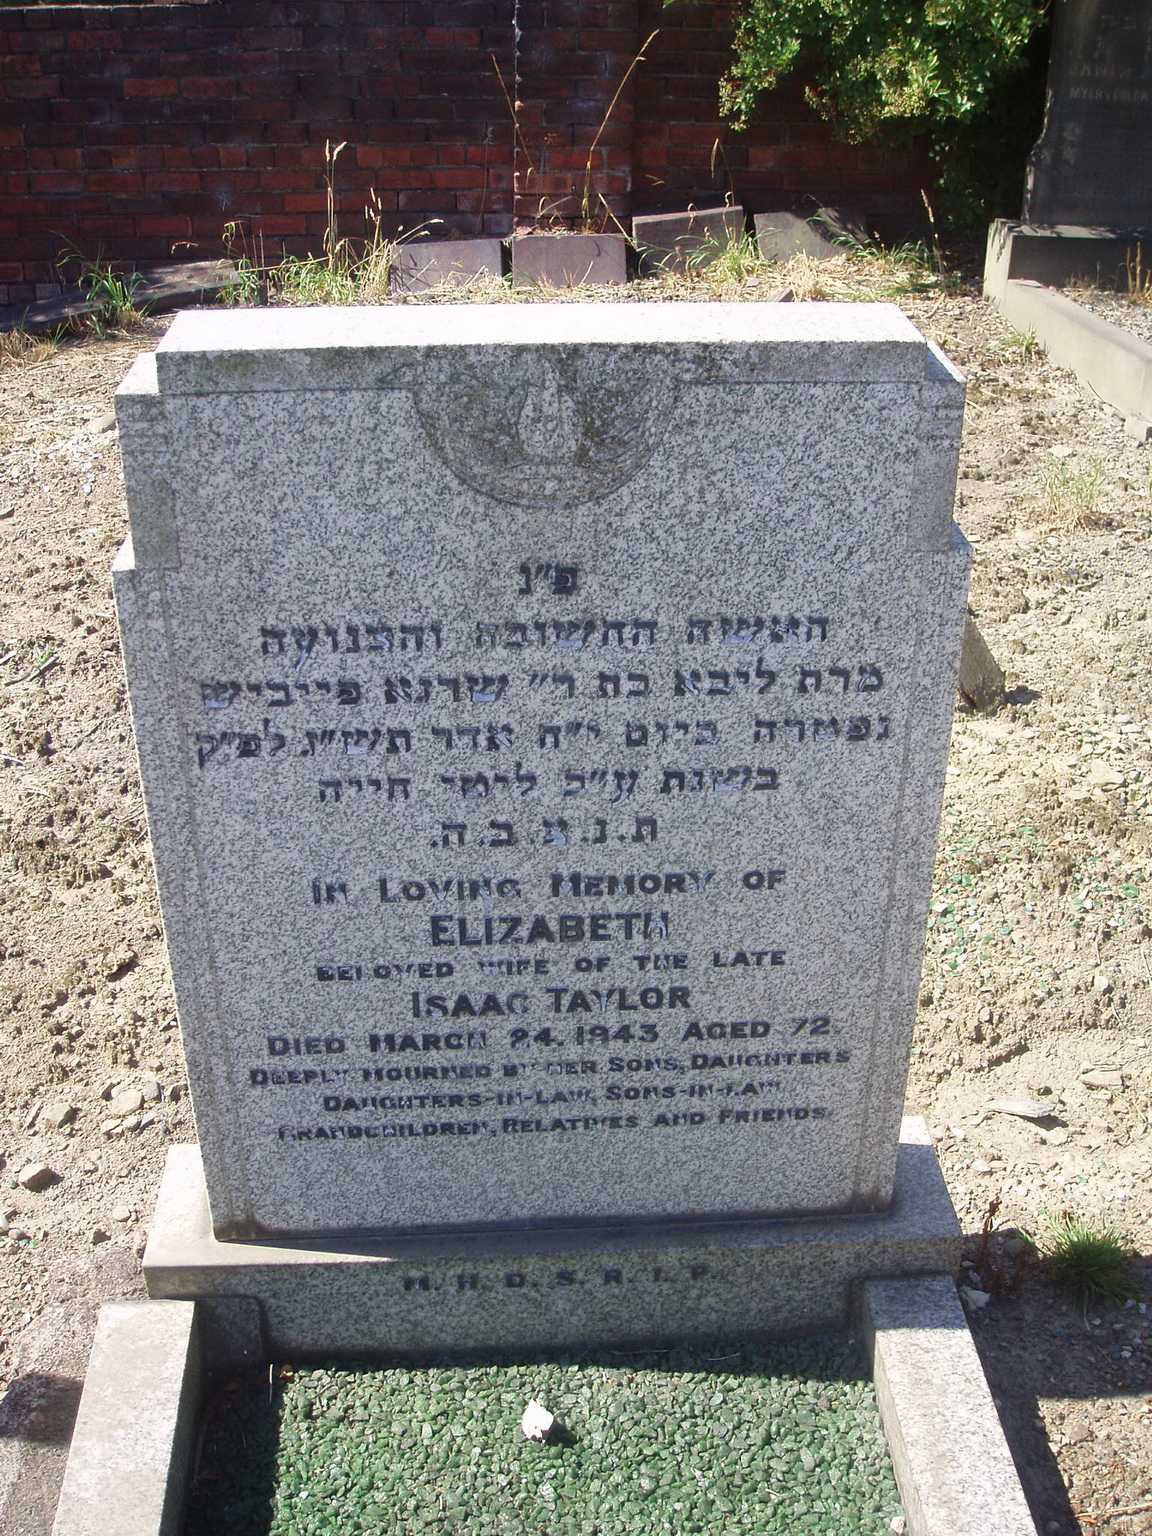 פ״נ
האשה החשובה והצנועה
מרת ליבא בת ר״ שרגא פייביש
נפטרה ביום י״ח אדר תש״ג לפ״ק
בשנת ע״ב לימי חייה
ת.נ.צ.ב.ה.
IN LOVING MEMORY OF
ELIZABETH
BELOVED WIFE OF THE LATE
ISAAC TAYLOR
DIED MARCH 24. 1943 AGED 72.
DEEPLY MOURNED BY HER SONS, DAUGHTERS
DAUGHTERS-IN-LAW, SONS-IN-LAW
GRANDCHILDREN, RELATIVES AND FRIENDS.
M. H. D. S. R. I. P.